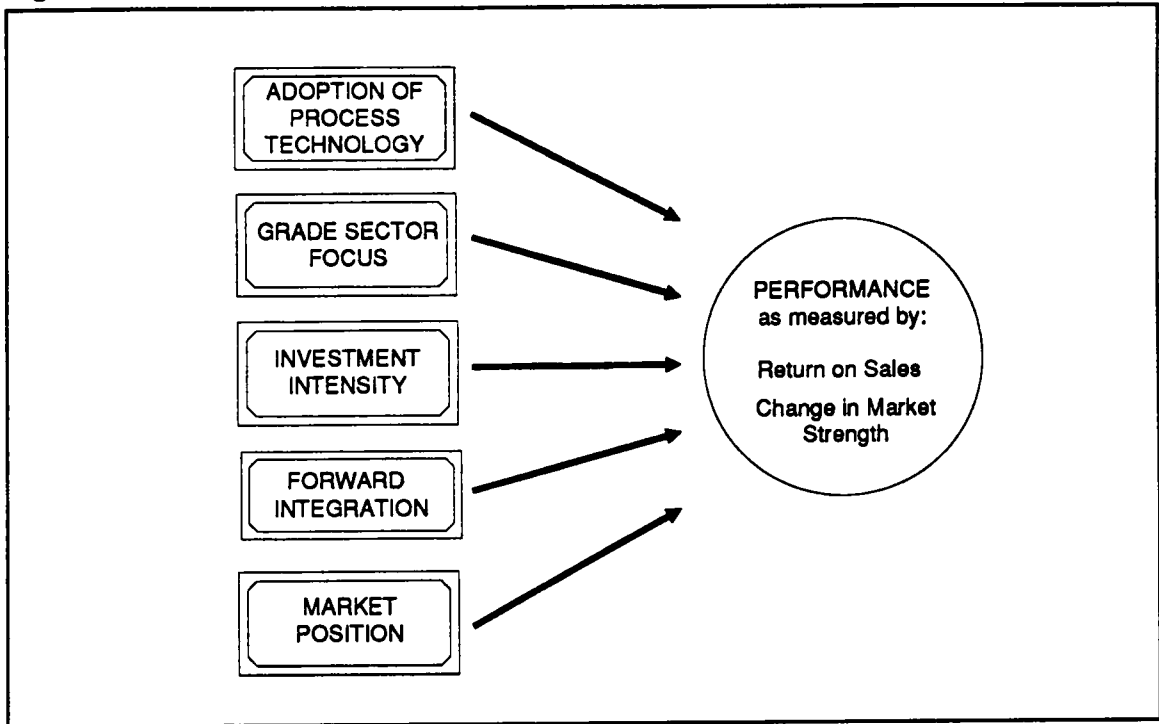 ADOPTION OF
PROCESS
TECHNOLOGY
GRADE SECTOR
FOCUS
INVESTMENT
INTENSITY
FORWARD
INTEGRATION
MARKET
POSITION
PERFORMANCE
as measured by:
Return on Sales
Change in Market
Strength